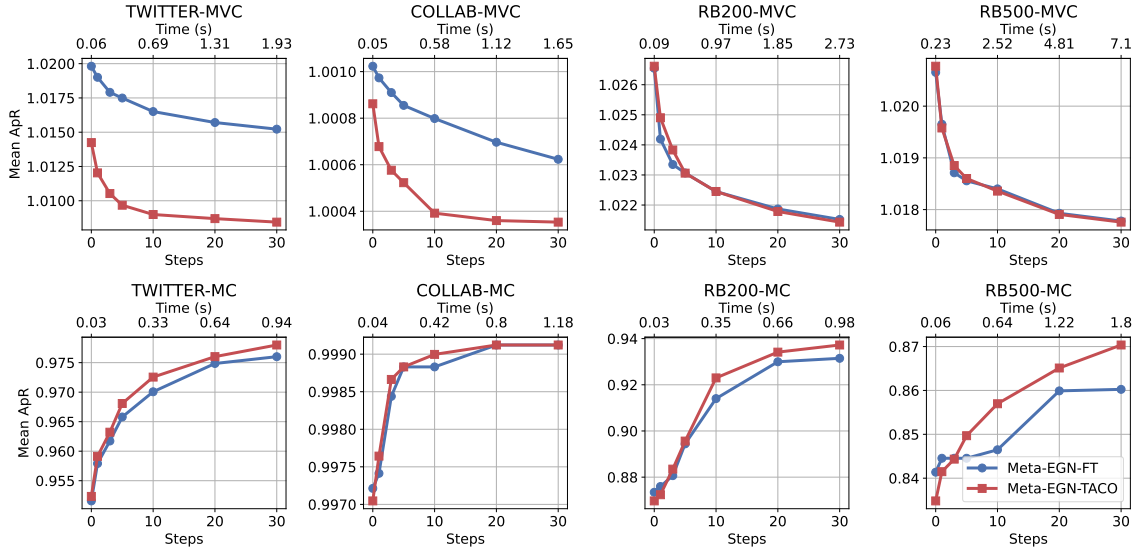 TWITTER-MVC
Time (s)
0.06 0.69 1.31 1.93
1.0200
1.0175
1.0150
1.0125
1.0100
Mean ApR
0 10 20 30
Steps
COLLAB-MVC
Time (s)
0.05 0.58 1.12 1.65
1.0010
1.0008
1.0006
1.0004
0 10 20 30
Steps
RB200-MVC
Time (s)
0.09 0.97 1.85 2.73
1.026
1.025
1.024
1.023
1.022
0 10 20 30
Steps
RB500-MVC
Time (s)
0.23 2.52 4.81 7.1
1.020
1.019
1.018
0 10 20 30
Steps
TWITTER-MC
Time (s)
0.03 0.33 0.64 0.94
0.975
0.970
0.965
0.960
0.955
Mean ApR
0 10 20 30
Steps
COLLAB-MC
Time (s)
0.04 0.42 0.8 1.18
0.9990
0.9985
0.9980
0.9975
0.9970
0 10 20 30
Steps
RB200-MC
Time (s)
0.03 0.35 0.66 0.98
0.94
0.92
0.90
0.88
0 10 20 30
Steps
RB500-MC
Time (s)
0.06 0.64 1.22 1.8
0.87
0.86
0.85
0.84
Meta-EGN-FT
Meta-EGN-TACO
0 10 20 30
Steps